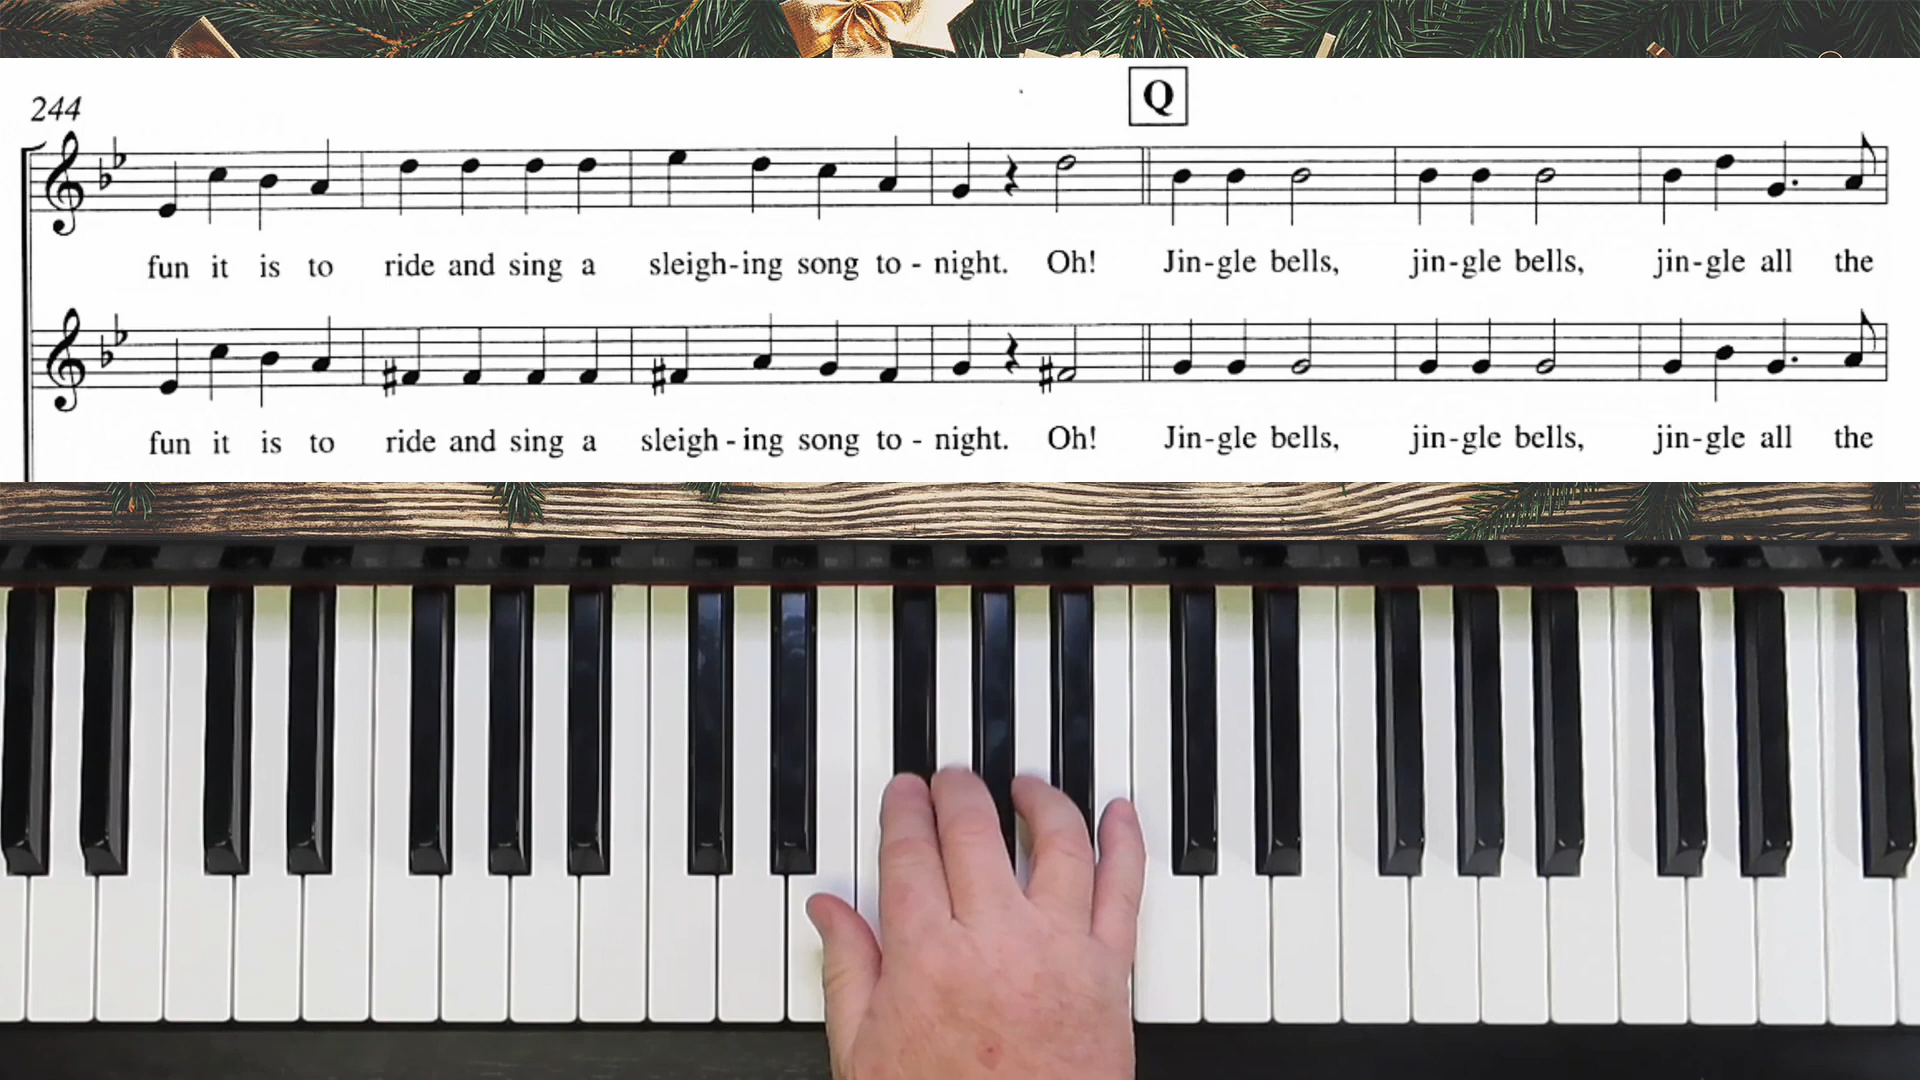 Q
244
fun it is to ride and sing a sleigh-ing song to - night. Oh! Jin-gle bells, jin-gle bells, jin-gle all the
fun it is to ride and sing a sleigh - ing song to - night. Oh! Jin-gle bells, jin-gle bells, jin-gle all the